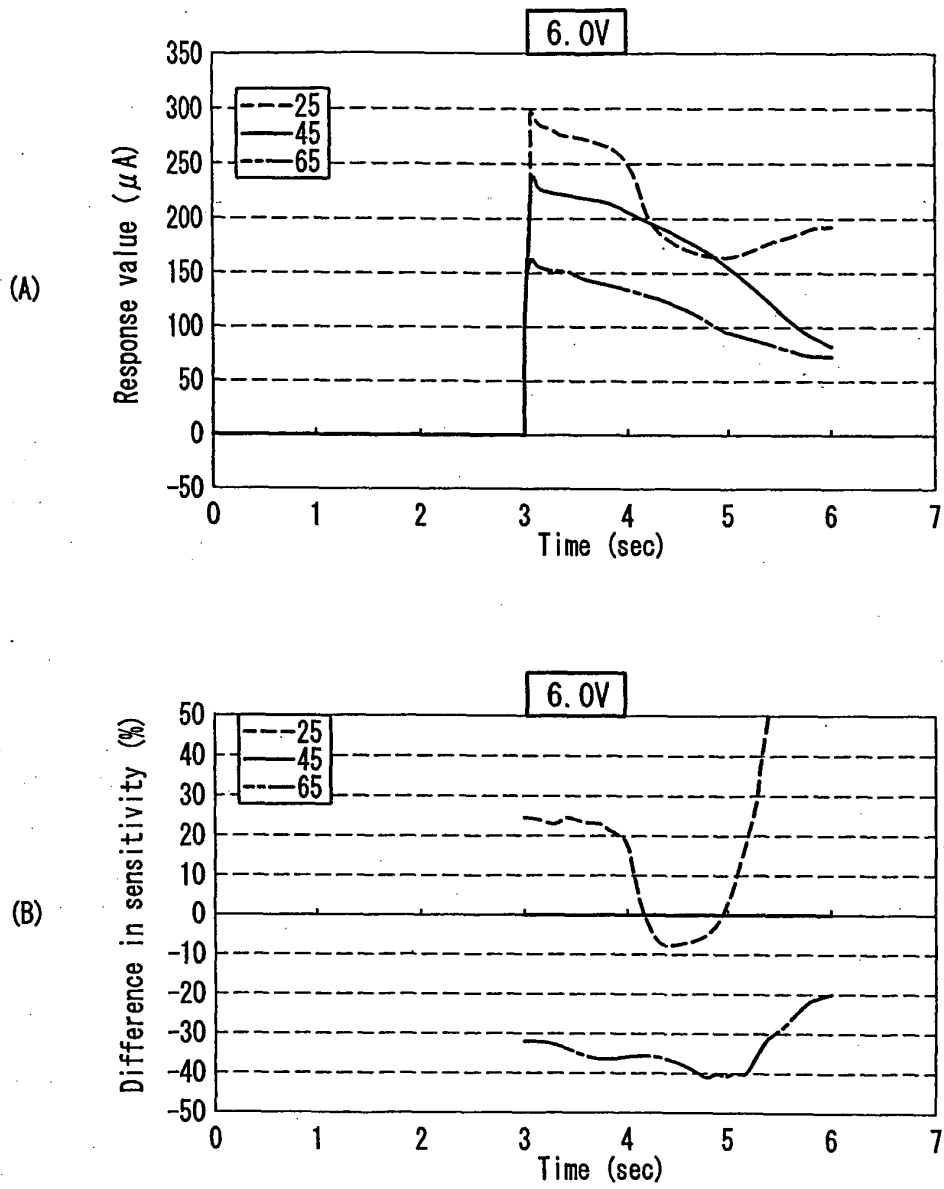 (A)
6.0V
Response value (μA)
350
300
250
200
150
100
50
0
-50
25
45
65
0 1 2 3 4 5 6 7
Time (sec)
(B)
6.0V
Difference in sensitivity (%)
50
40
30
20
10
0
-10
-20
-30
-40
-50
25
45
65
0 1 2 3 4 5 6 7
Time (sec)